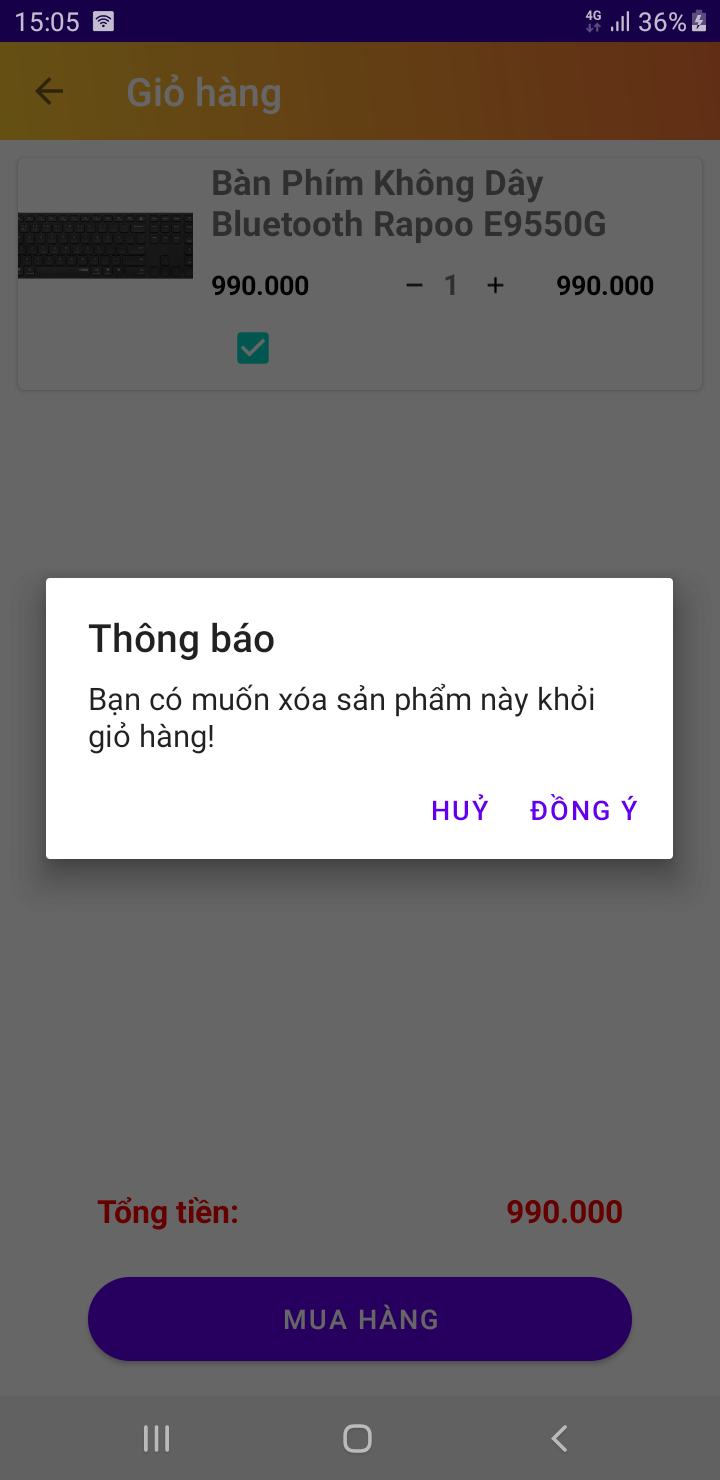 15:05
4G
36%
Giỏ hàng
Bàn Phím Không Dây
Bluetooth Rapoo E9550G
990.000 − 1 + 990.000
Thông báo
Bạn có muốn xóa sản phẩm này khỏi
giỏ hàng!
HUỶ ĐỒNG Ý
Tổng tiền: 990.000
MUA HÀNG